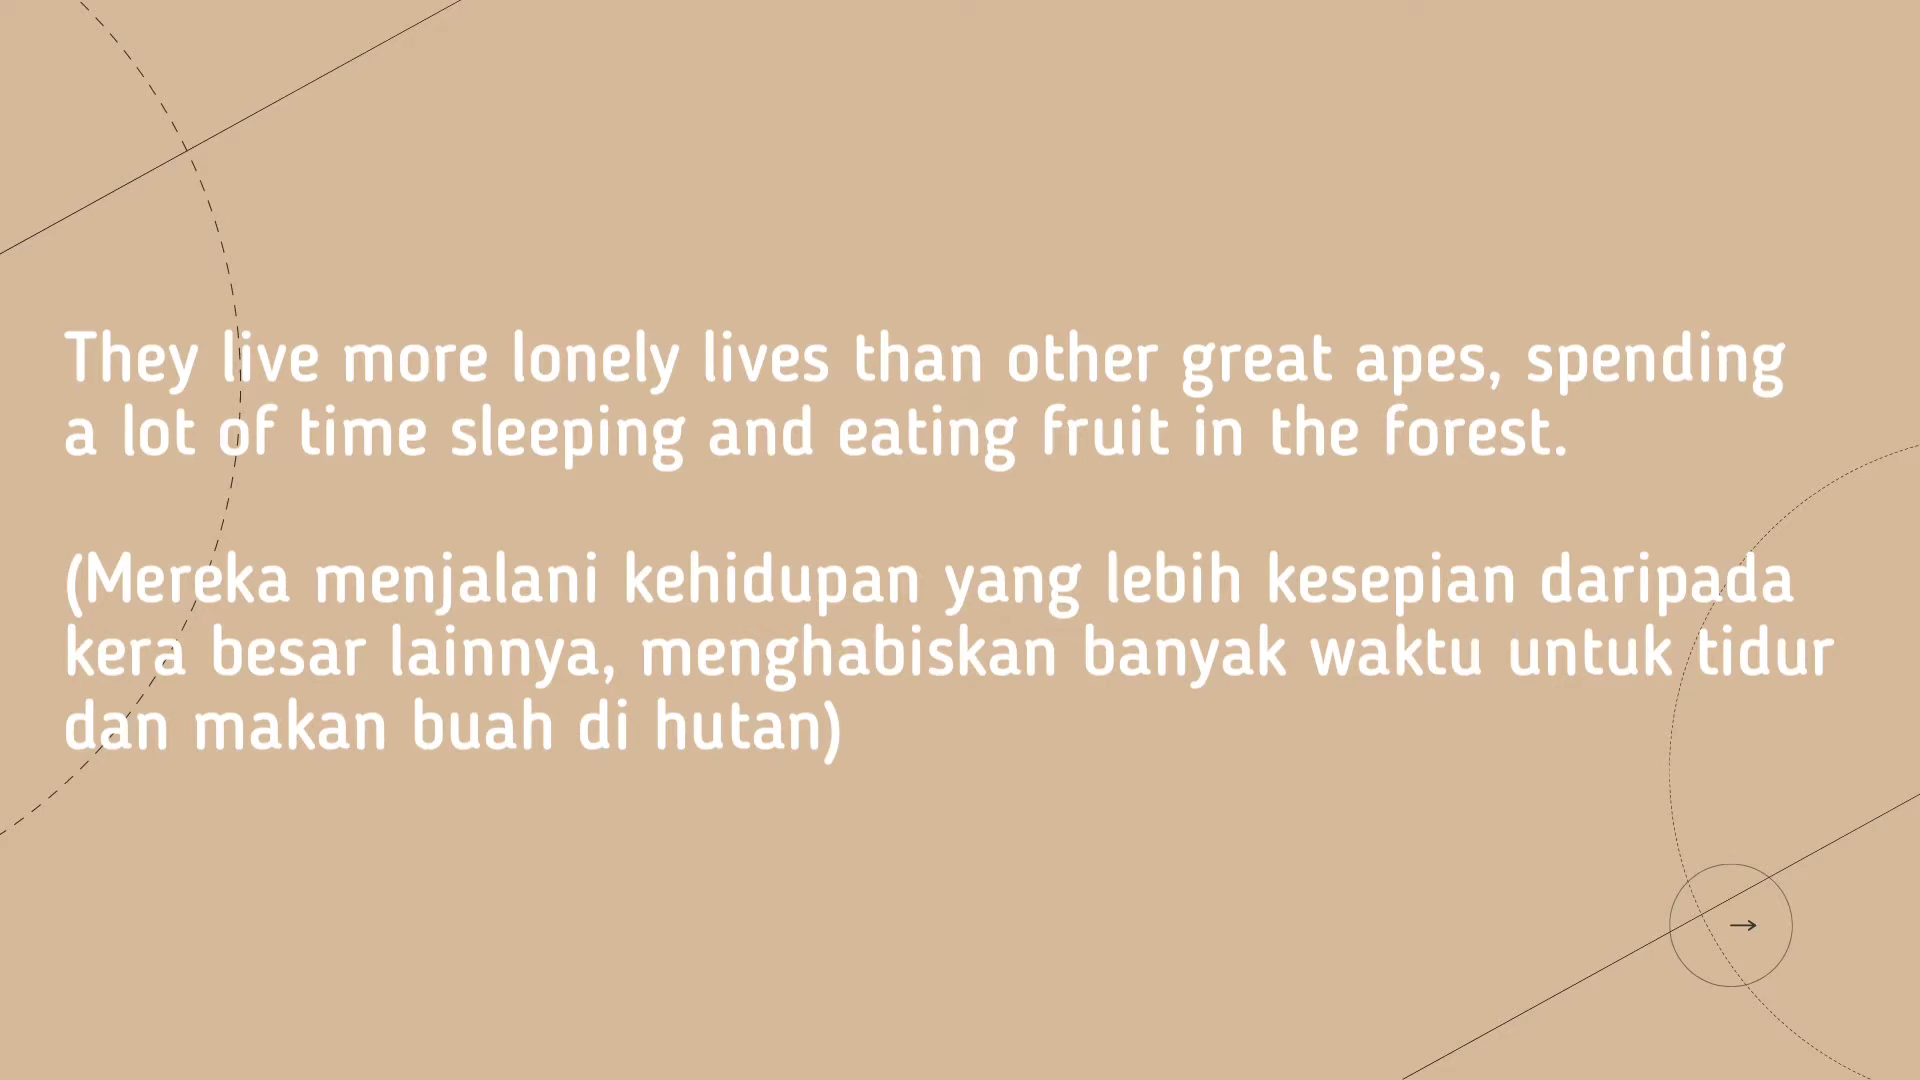 They live more lonely lives than other great apes, spending
a lot of time sleeping and eating fruit in the forest.
(Mereka menjalani kehidupan yang lebih kesepian daripada
kera besar lainnya, menghabiskan banyak waktu untuk tidur
dan makan buah di hutan)